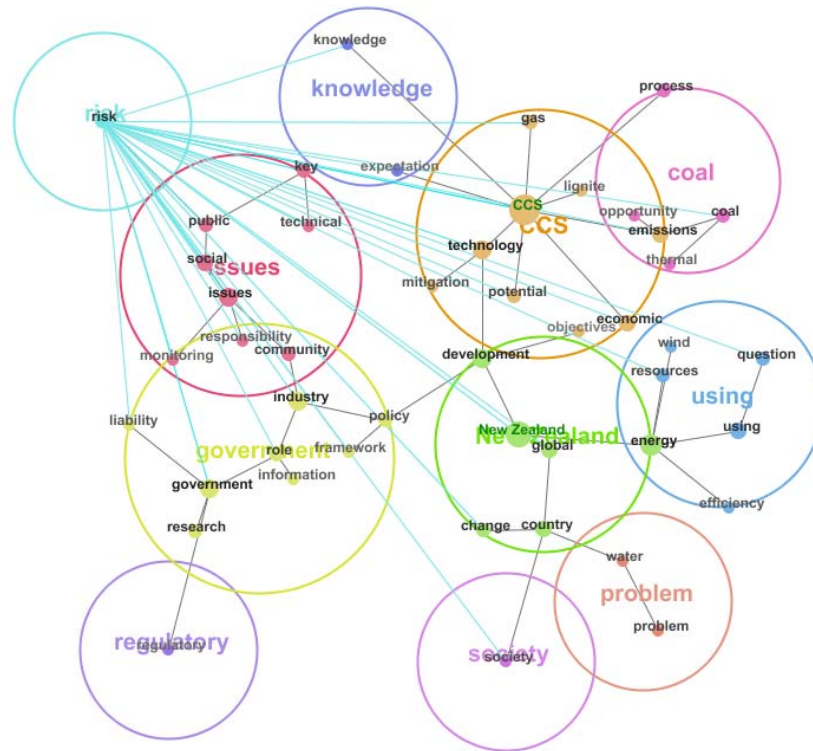 knowledge
process
knowledge
risk
risk
gas
coal
key
expectation
lignite
CCS
opportunity
coal
public
technical
CCS
emissions
technology
social
issues
thermal
mitigation
issues
potential
economic
objectives
wind
responsibility
monitoring
community
development
resources
question
using
industry
liability
policy
New Zealand
New Zealand
using
government
role
framework
global
energy
information
government
efficiency
research
change
country
water
problem
problem
regulatory
regulatory
society
society